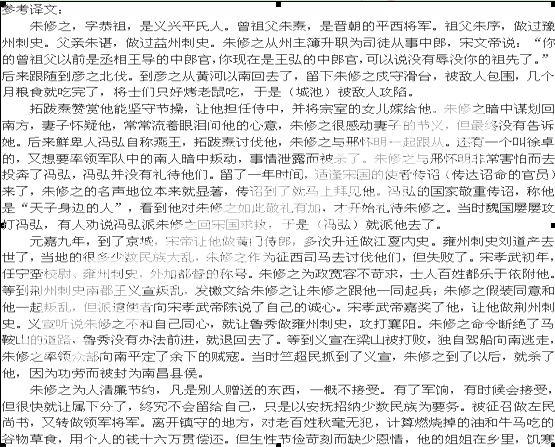 参考译文：
朱修之，字恭祖，是义兴平氏人。曾祖父朱焘，是晋朝的平西将军。祖父朱序，做过豫
州刺史。父亲朱谌，做过益州刺史。朱修之从州主簿升职为司徒从事中郎，宋文帝说：“你
的曾祖父以前是丞相王导的中郎官，你现在是王弘的中郎官，可以说没有辱没你的祖先了。”
后来跟随到彦之北伐。到彦之从黄河以南回去了，留下朱修之戍守滑台，被敌人包围，几个
月粮食就吃完了，将士们只好烤老鼠吃，于是（城池）被敌人攻陷。
拓跋焘赞赏他能坚守节操，让他担任侍中，并将宗室的女儿嫁给他。朱修之暗中谋划回
南方，妻子怀疑他，常常流着眼泪问他的心意，朱修之很感动妻子的节义，但最终没有告诉
她。后来鲜卑人冯弘自称燕王，拓跋焘讨伐他，朱修之与邢怀明一起跟从。还有一个叫徐卓
的，又想要率领军队中的南人暗中叛动，事情泄露而被杀了。朱修之与邢怀明非常害怕而去
投奔了冯弘，冯弘并没有礼待他们。留了一年时间，适逢宋国的使者传诏（传达诏命的官员）
来了，朱修之的名声地位本来就显著，传诏到了就马上拜见他。冯弘的国家敬重传诏，称他
是“天子身边的人”，看到他对朱修之如此敬礼有加，才开始礼待朱修之。当时魏国屡屡攻
打冯弘，有人劝说冯弘派朱修之回宋国求救，于是（冯弘）就派他去了。
元嘉九年，到了京城，宋帝让他做黄门侍郎，多次升迁做江夏内史。雍州刺史刘道产去
世了，当地的很多少数民族大乱，朱修之作为征西司马去讨伐他们，但失败了。宋孝武初年，
任宁蛮校尉、雍州刺史，外加都督的称号。朱修之为政宽容不苛求，士人百姓都乐于依附他。
等到荆州刺史南郡王义宣叛乱，发檄文给朱修之让朱修之跟他一同起兵；朱修之假装同意和
他一起叛乱，但派遣使者向宋孝武帝陈说了自己的诚心。宋孝武帝嘉奖了他，让他做荆州刺
史。义宣听说朱修之不和自己同心，就让鲁秀做雍州刺史，攻打襄阳。朱修之命令断绝了马
鞍山的道路，鲁秀没有办法前进，就退回去了。等到义宣在梁山被打败，独自驾船向南逃走，
朱修之率领众部向南平定了余下的贼寇。当时竺超民抓到了义宣，朱修之到了以后，就杀了
他，因为功劳而被封为南昌县侯。
朱修之为人清廉节约，凡是别人赠送的东西，一概不接受。有了军饷，有时候会接受，
但很快就让属下分了，终究不会留给自己，只是以安抚招纳少数民族为要务。被征召做左民
尚书，又转做领军将军。离开镇守的地方，对老百姓秋毫无犯，计算燃烧掉的油和牛马吃的
谷物草食，用个人的钱十六万贯偿还。但生性节俭苛刻而缺少恩情，他的姐姐在乡里，饥寒